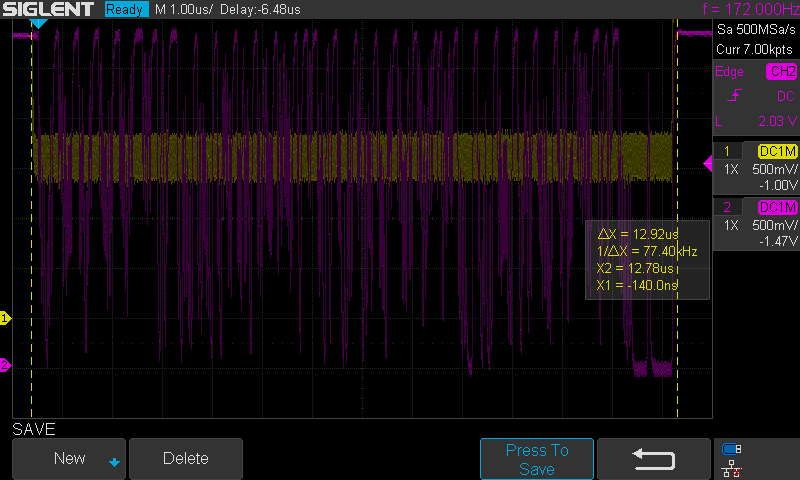 SIGLENT Ready M 1.00us/ Delay:-6.48us f = 172.000Hz
Sa 500MSa/s
Curr 7.00kpts
Edge CH2
DC
L 2.03 V
1 DC1M
1X 500mV/
-1.00V
2 DC1M
1X 500mV/
-1.47V
ΔX = 12.92us
1/ΔX = 77.40kHz
X2 = 12.78us
X1 = -140.0ns
1
2
SAVE
New
Delete
Press To
Save